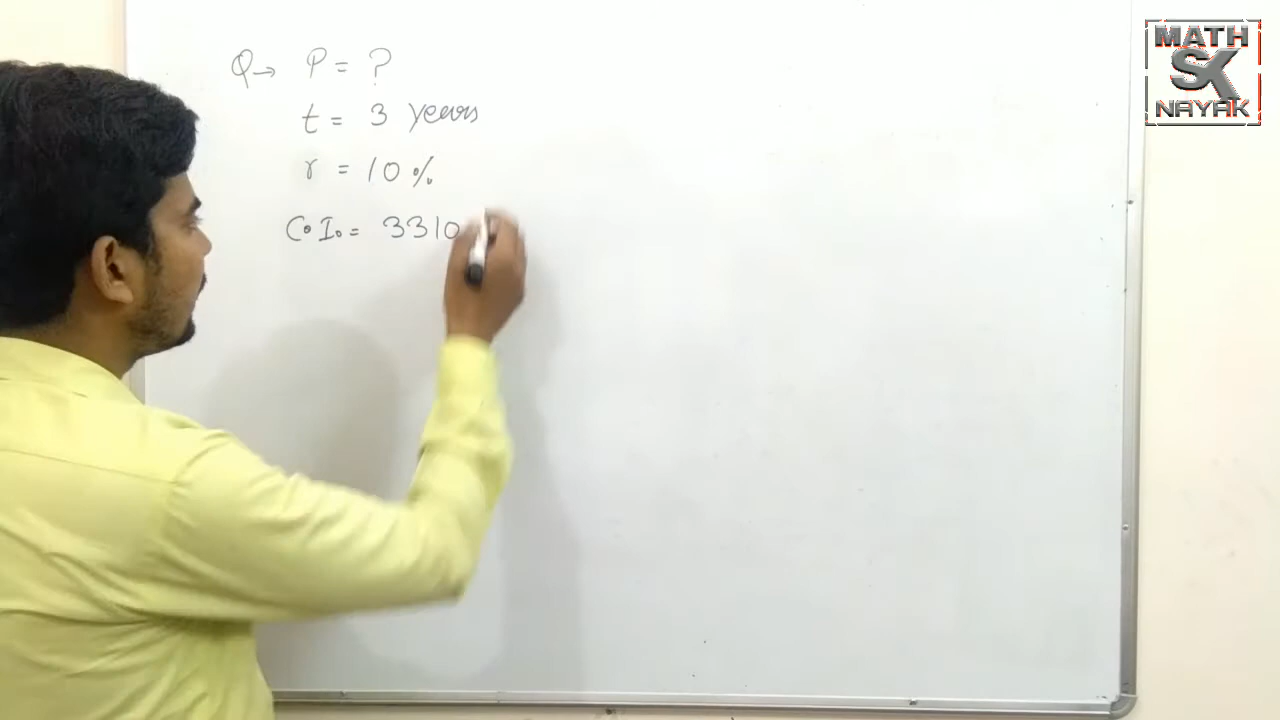 Q→ P = ?
t = 3 years
r = 10 %
C.I. = 3310
MATH
SK
NAYAK